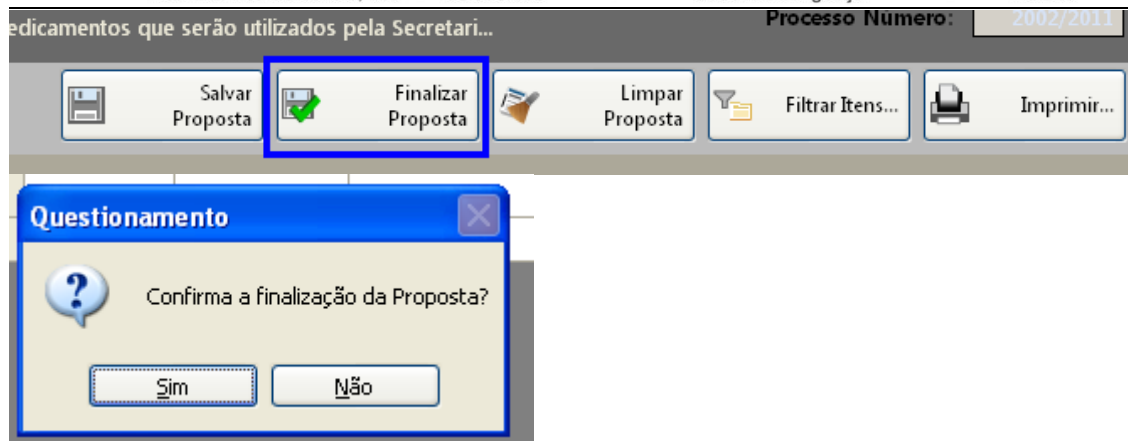 edicamentos que serão utilizados pela Secretari...
Processo Número: 2002/2011
Salvar
Proposta
Finalizar
Proposta
Limpar
Proposta
Filtrar Itens...
Imprimir...
Questionamento
Confirma a finalização da Proposta?
Sim
Não